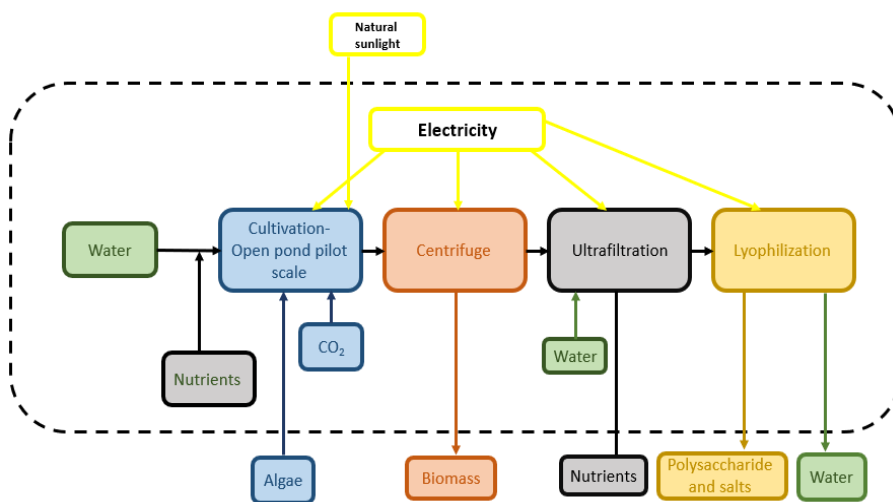 Natural
sunlight
Electricity
Water
Cultivation-
Open pond pilot
scale
Centrifuge
Ultrafiltration
Lyophilization
Nutrients
CO₂
Water
Algae
Biomass
Nutrients
Polysaccharide
and salts
Water